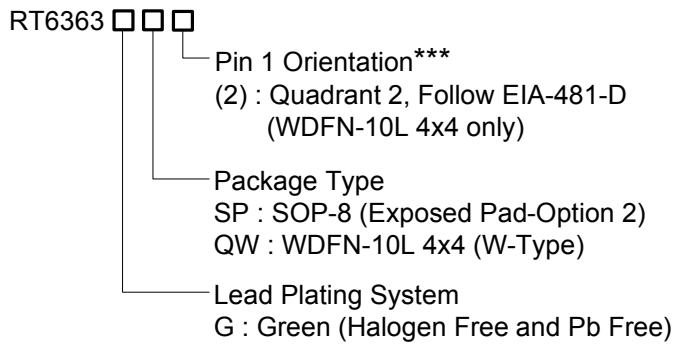 RT6363
Pin 1 Orientation***
(2) : Quadrant 2, Follow EIA-481-D
(WDFN-10L 4x4 only)
Package Type
SP : SOP-8 (Exposed Pad-Option 2)
QW : WDFN-10L 4x4 (W-Type)
Lead Plating System
G : Green (Halogen Free and Pb Free)